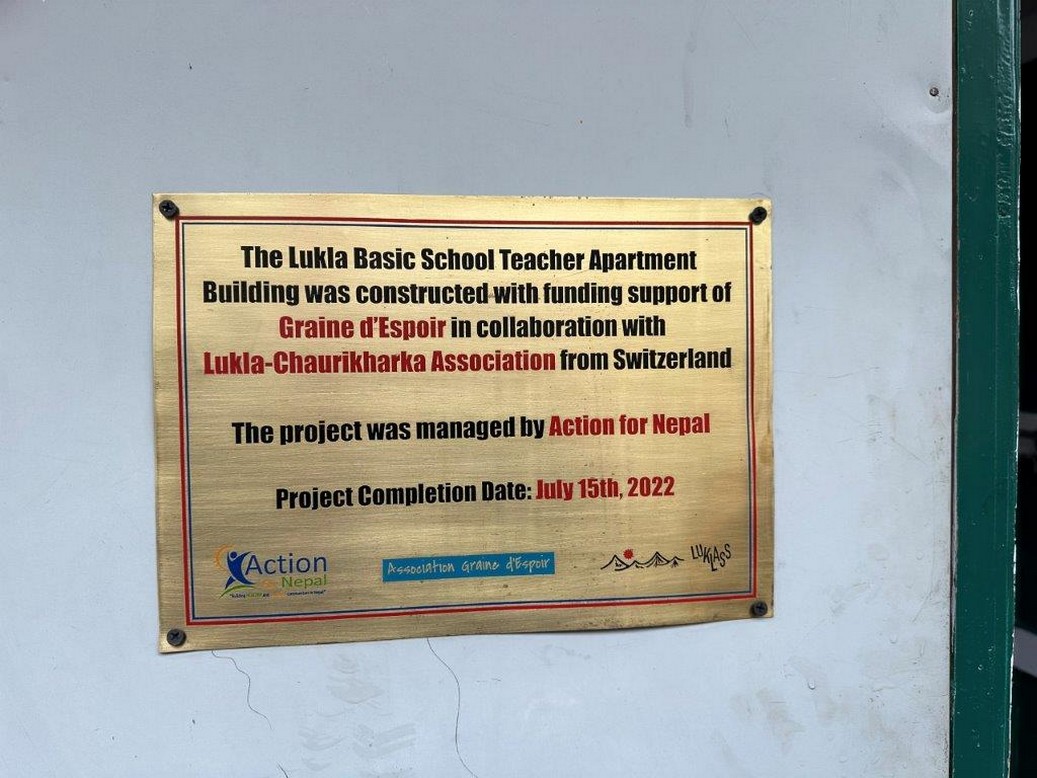 The Lukla Basic School Teacher Apartment
Building was constructed with funding support of
Graine d'Espoir in collaboration with
Lukla-Chaurikharka Association from Switzerland
The project was managed by Action for Nepal
Project Completion Date: July 15th, 2022
Action
for Nepal
Association Graine d'Espoir
LUKLASS